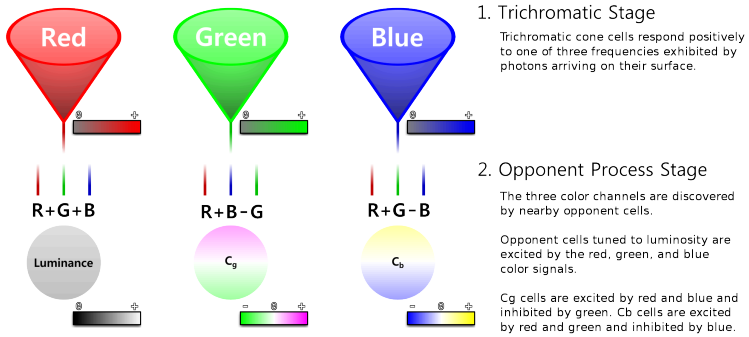 Red
Green
Blue
1. Trichromatic Stage
Trichromatic cone cells respond positively
to one of three frequencies exhibited by
photons arriving on their surface.
0 +
0 +
0 +
2. Opponent Process Stage
The three color channels are discovered
by nearby opponent cells.
Opponent cells tuned to luminosity are
excited by the red, green, and blue
color signals.
Cg cells are excited by red and blue and
inhibited by green. Cb cells are excited
by red and green and inhibited by blue.
R+G+B
R+B-G
R+G-B
Luminance
Cg
Cb
0 +
- 0 +
- 0 +